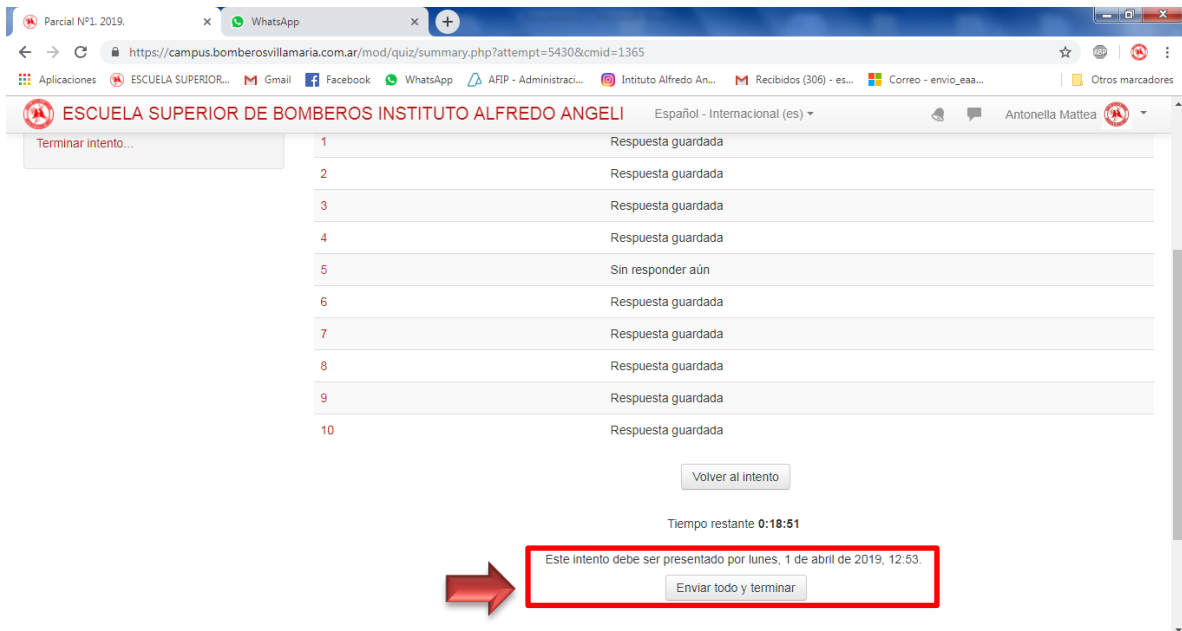 Parcial Nº1. 2019.
WhatsApp
https://campus.bomberosvillamaria.com.ar/mod/quiz/summary.php?attempt=5430&cmid=1365
ABP
Aplicaciones ESCUELA SUPERIOR... Gmail Facebook WhatsApp AFIP - Administraci... Intituto Alfredo An... Recibidos (306) - es... Correo - envio_eaa... Otros marcadores
ESCUELA SUPERIOR DE BOMBEROS INSTITUTO ALFREDO ANGELI Español - Internacional (es) Antonella Mattea
Terminar intento...
1 Respuesta guardada
2 Respuesta guardada
3 Respuesta guardada
4 Respuesta guardada
5 Sin responder aún
6 Respuesta guardada
7 Respuesta guardada
8 Respuesta guardada
9 Respuesta guardada
10 Respuesta guardada
Volver al intento
Tiempo restante 0:18:51
Este intento debe ser presentado por lunes, 1 de abril de 2019, 12:53.
Enviar todo y terminar